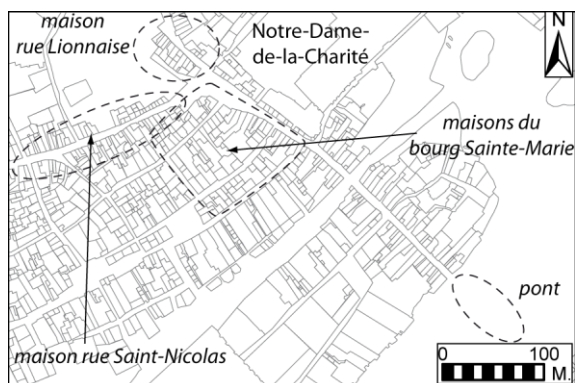 maison
rue Lionnaise
Notre-Dame-
de-la-Charité
N
maisons du
bourg Sainte-Marie
pont
maison rue Saint-Nicolas
0 100
M.